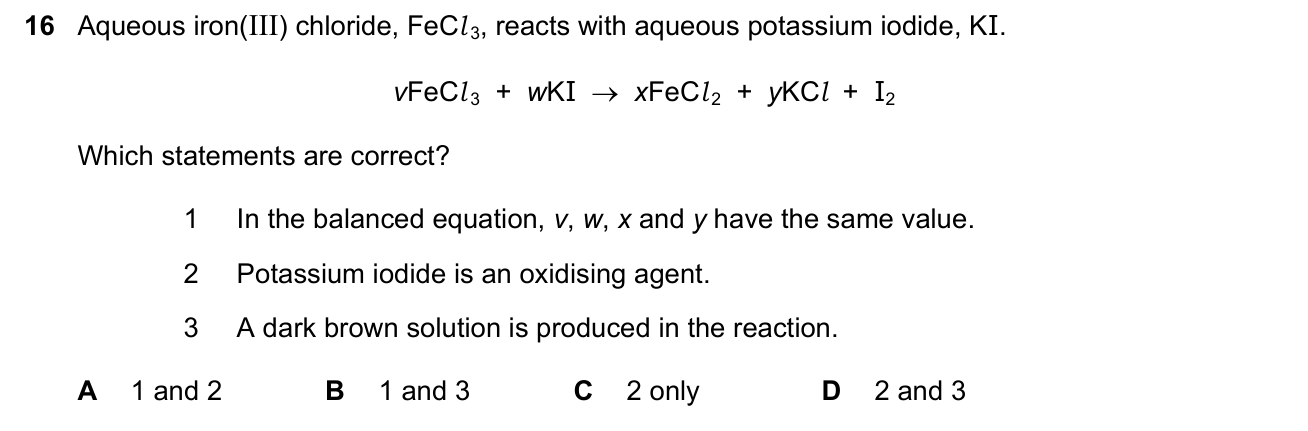 16 Aqueous iron(III) chloride, FeCl₃, reacts with aqueous potassium iodide, KI.
vFeCl₃ + wKI → xFeCl₂ + yKCl + I₂
Which statements are correct?
1 In the balanced equation, v, w, x and y have the same value.
2 Potassium iodide is an oxidising agent.
3 A dark brown solution is produced in the reaction.
A 1 and 2 B 1 and 3 C 2 only D 2 and 3